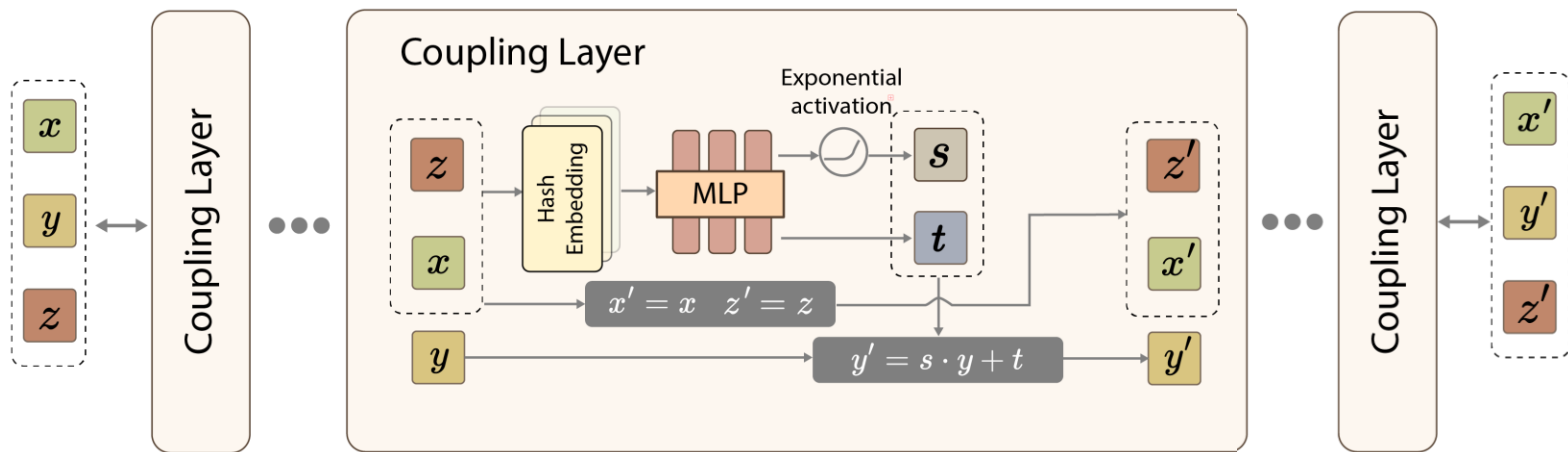 x
y
z
Coupling Layer
Coupling Layer
z
x
y
Hash
Embedding
MLP
Exponential
activation
s
t
x' = x z' = z
y' = s · y + t
z'
x'
y'
Coupling Layer
x'
y'
z'